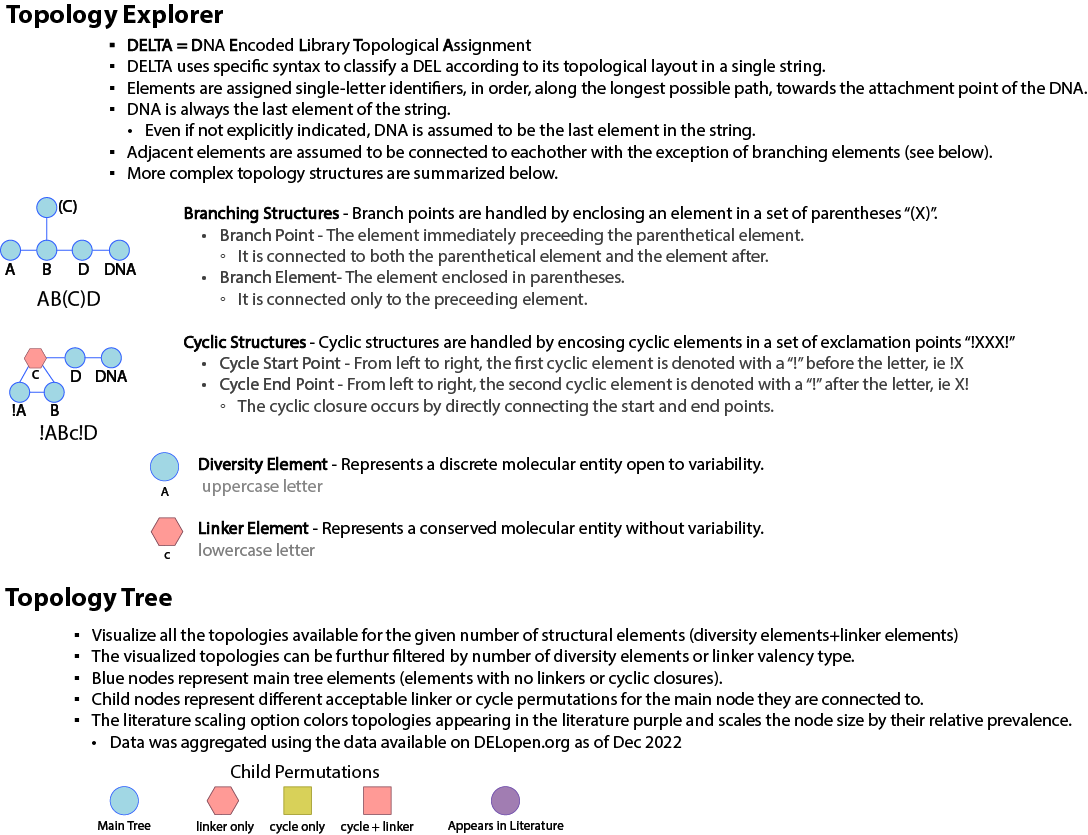 Topology Explorer
▪ DELTA = DNA Encoded Library Topological Assignment
▪ DELTA uses specific syntax to classify a DEL according to its topological layout in a single string.
▪ Elements are assigned single-letter identifiers, in order, along the longest possible path, towards the attachment point of the DNA.
▪ DNA is always the last element of the string.
• Even if not explicitly indicated, DNA is assumed to be the last element in the string.
▪ Adjacent elements are assumed to be connected to eachother with the exception of branching elements (see below).
▪ More complex topology structures are summarized below.
(C)
A B D DNA
AB(C)D
Branching Structures - Branch points are handled by enclosing an element in a set of parentheses “(X)”.
• Branch Point - The element immediately preceeding the parenthetical element.
◦ It is connected to both the parenthetical element and the element after.
• Branch Element- The element enclosed in parentheses.
◦ It is connected only to the preceeding element.
c D DNA
!A B
!ABc!D
Cyclic Structures - Cyclic structures are handled by encosing cyclic elements in a set of exclamation points “!XXX!”
• Cycle Start Point - From left to right, the first cyclic element is denoted with a “!” before the letter, ie !X
• Cycle End Point - From left to right, the second cyclic element is denoted with a “!” after the letter, ie X!
◦ The cyclic closure occurs by directly connecting the start and end points.
A
Diversity Element - Represents a discrete molecular entity open to variability.
uppercase letter
c
Linker Element - Represents a conserved molecular entity without variability.
lowercase letter
Topology Tree
▪ Visualize all the topologies available for the given number of structural elements (diversity elements+linker elements)
▪ The visualized topologies can be furthur filtered by number of diversity elements or linker valency type.
▪ Blue nodes represent main tree elements (elements with no linkers or cyclic closures).
▪ Child nodes represent different acceptable linker or cycle permutations for the main node they are connected to.
▪ The literature scaling option colors topologies appearing in the literature purple and scales the node size by their relative prevalence.
• Data was aggregated using the data available on DELopen.org as of Dec 2022
Child Permutations
Main Tree linker only cycle only cycle + linker Appears in Literature